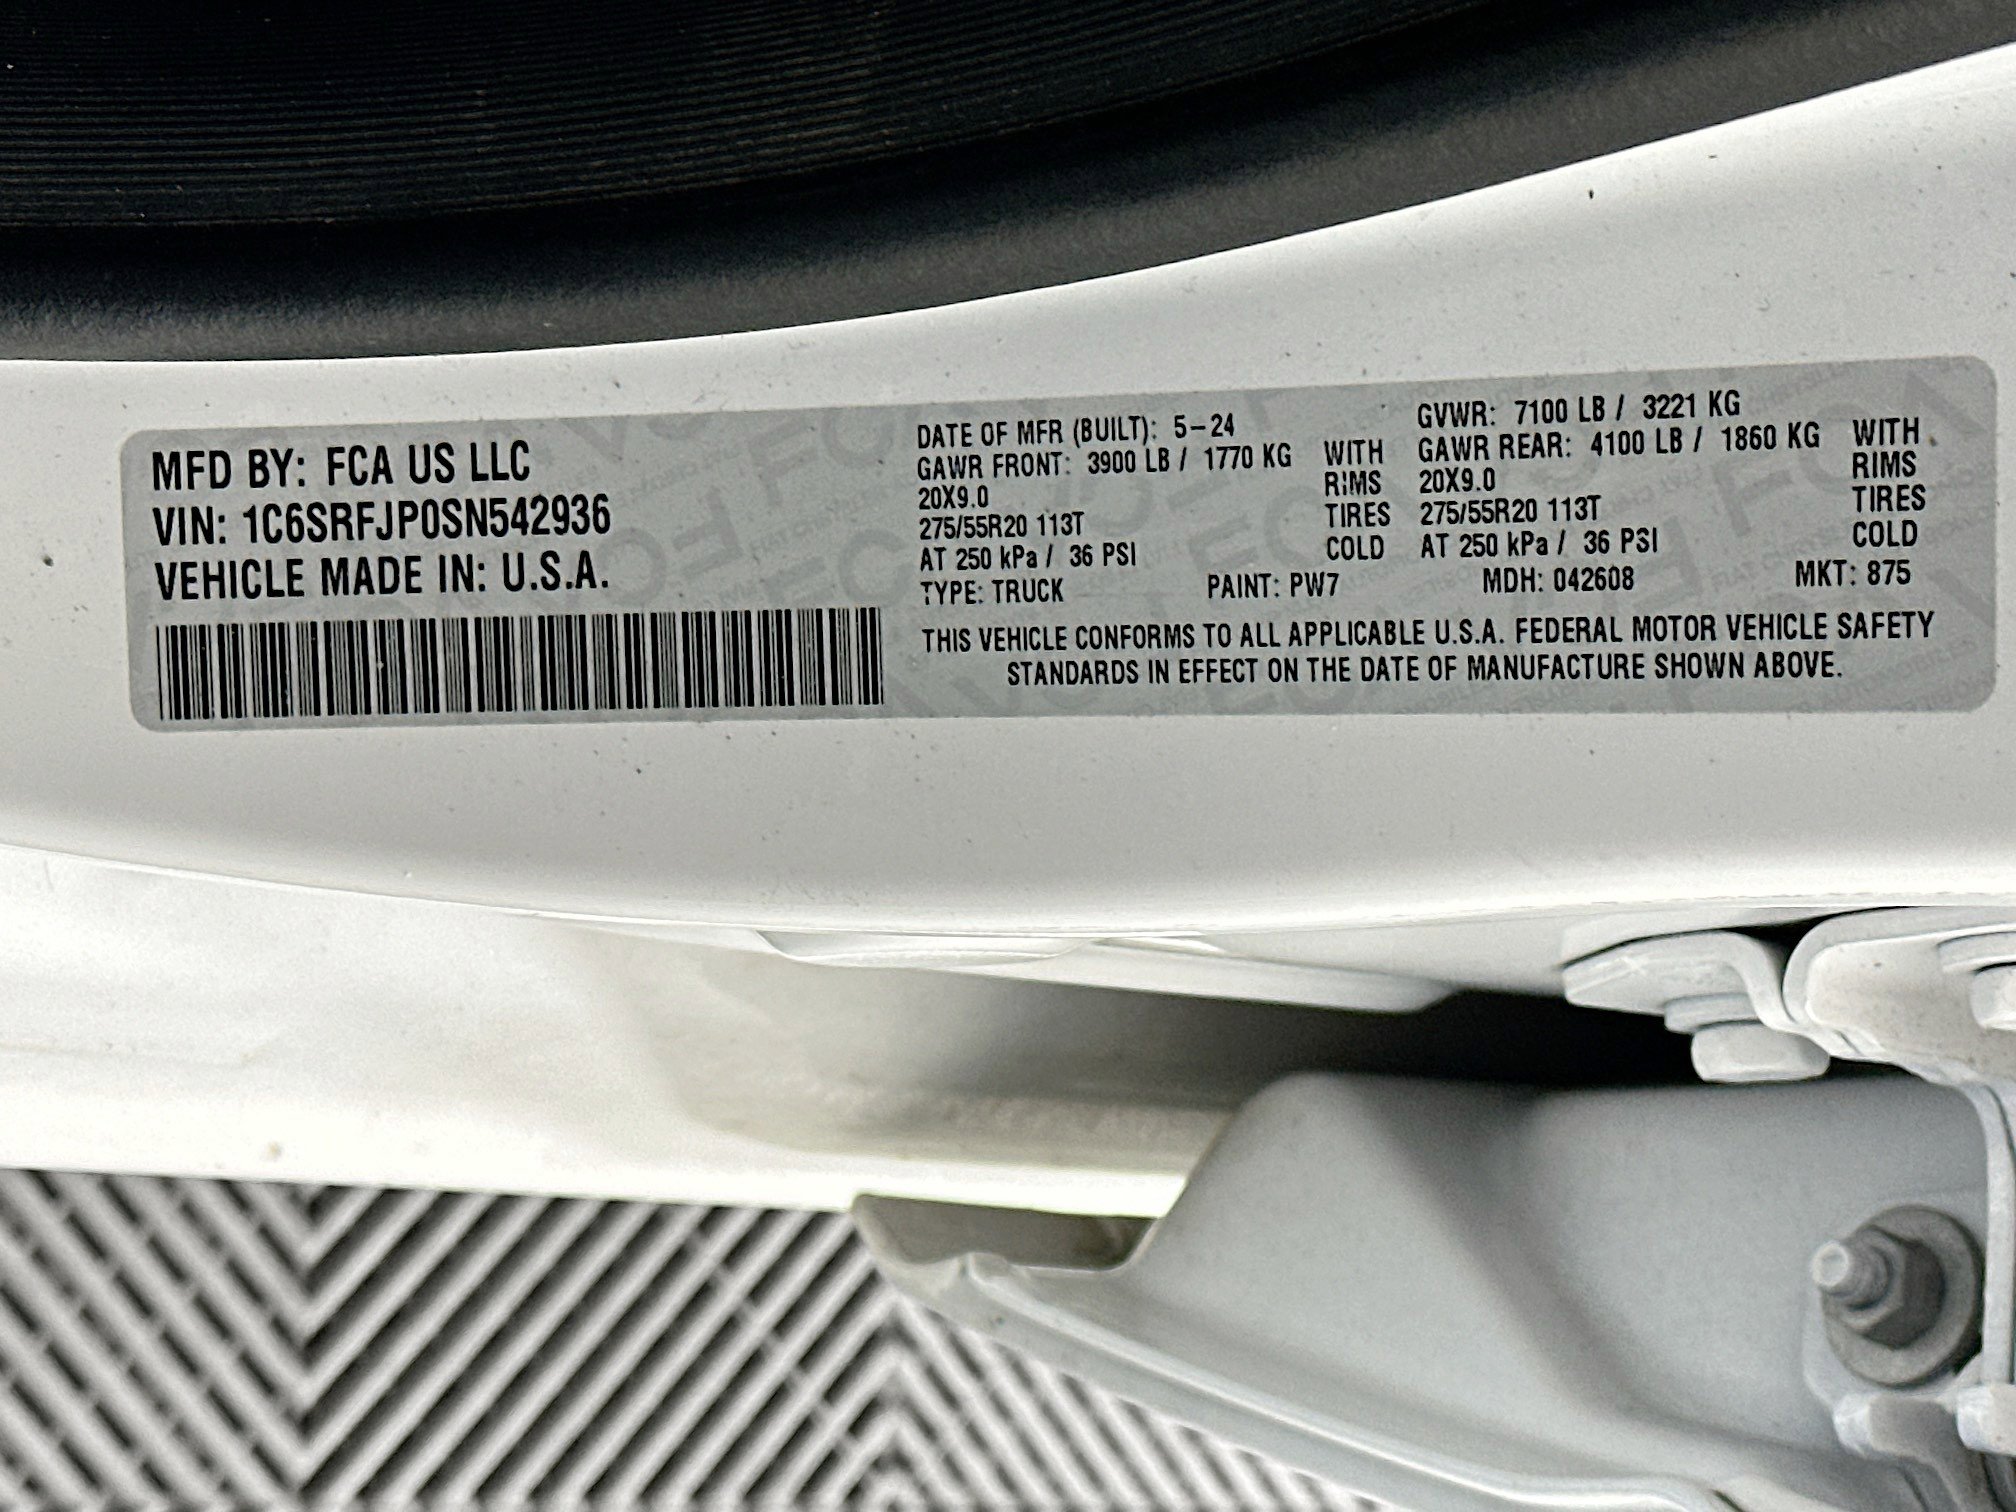 MFD BY: FCA US LLC
VIN: 1C6SRFJP0SN542936
VEHICLE MADE IN: U.S.A.
DATE OF MFR (BUILT): 5-24
GAWR FRONT: 3900 LB / 1770 KG WITH
20X9.0 RIMS
275/55R20 113T TIRES
AT 250 kPa / 36 PSI COLD
GVWR: 7100 LB / 3221 KG
GAWR REAR: 4100 LB / 1860 KG WITH
20X9.0 RIMS
275/55R20 113T TIRES
AT 250 kPa / 36 PSI COLD
TYPE: TRUCK PAINT: PW7 MDH: 042608 MKT: 875
THIS VEHICLE CONFORMS TO ALL APPLICABLE U.S.A. FEDERAL MOTOR VEHICLE SAFETY
STANDARDS IN EFFECT ON THE DATE OF MANUFACTURE SHOWN ABOVE.